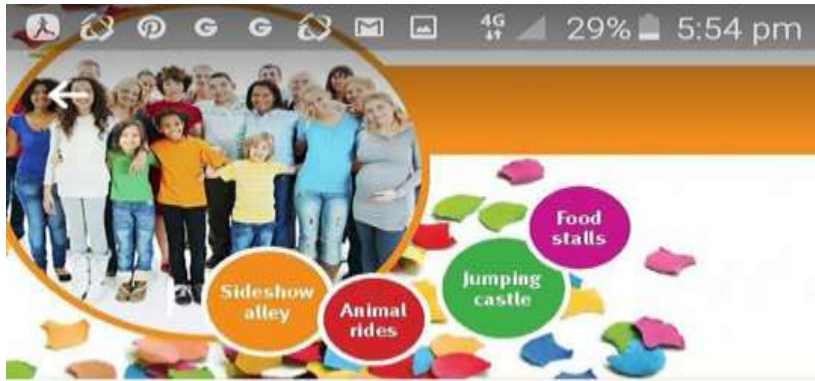 4G
29%
5:54 pm
Food
stalls
Jumping
castle
Sideshow
alley
Animal
rides